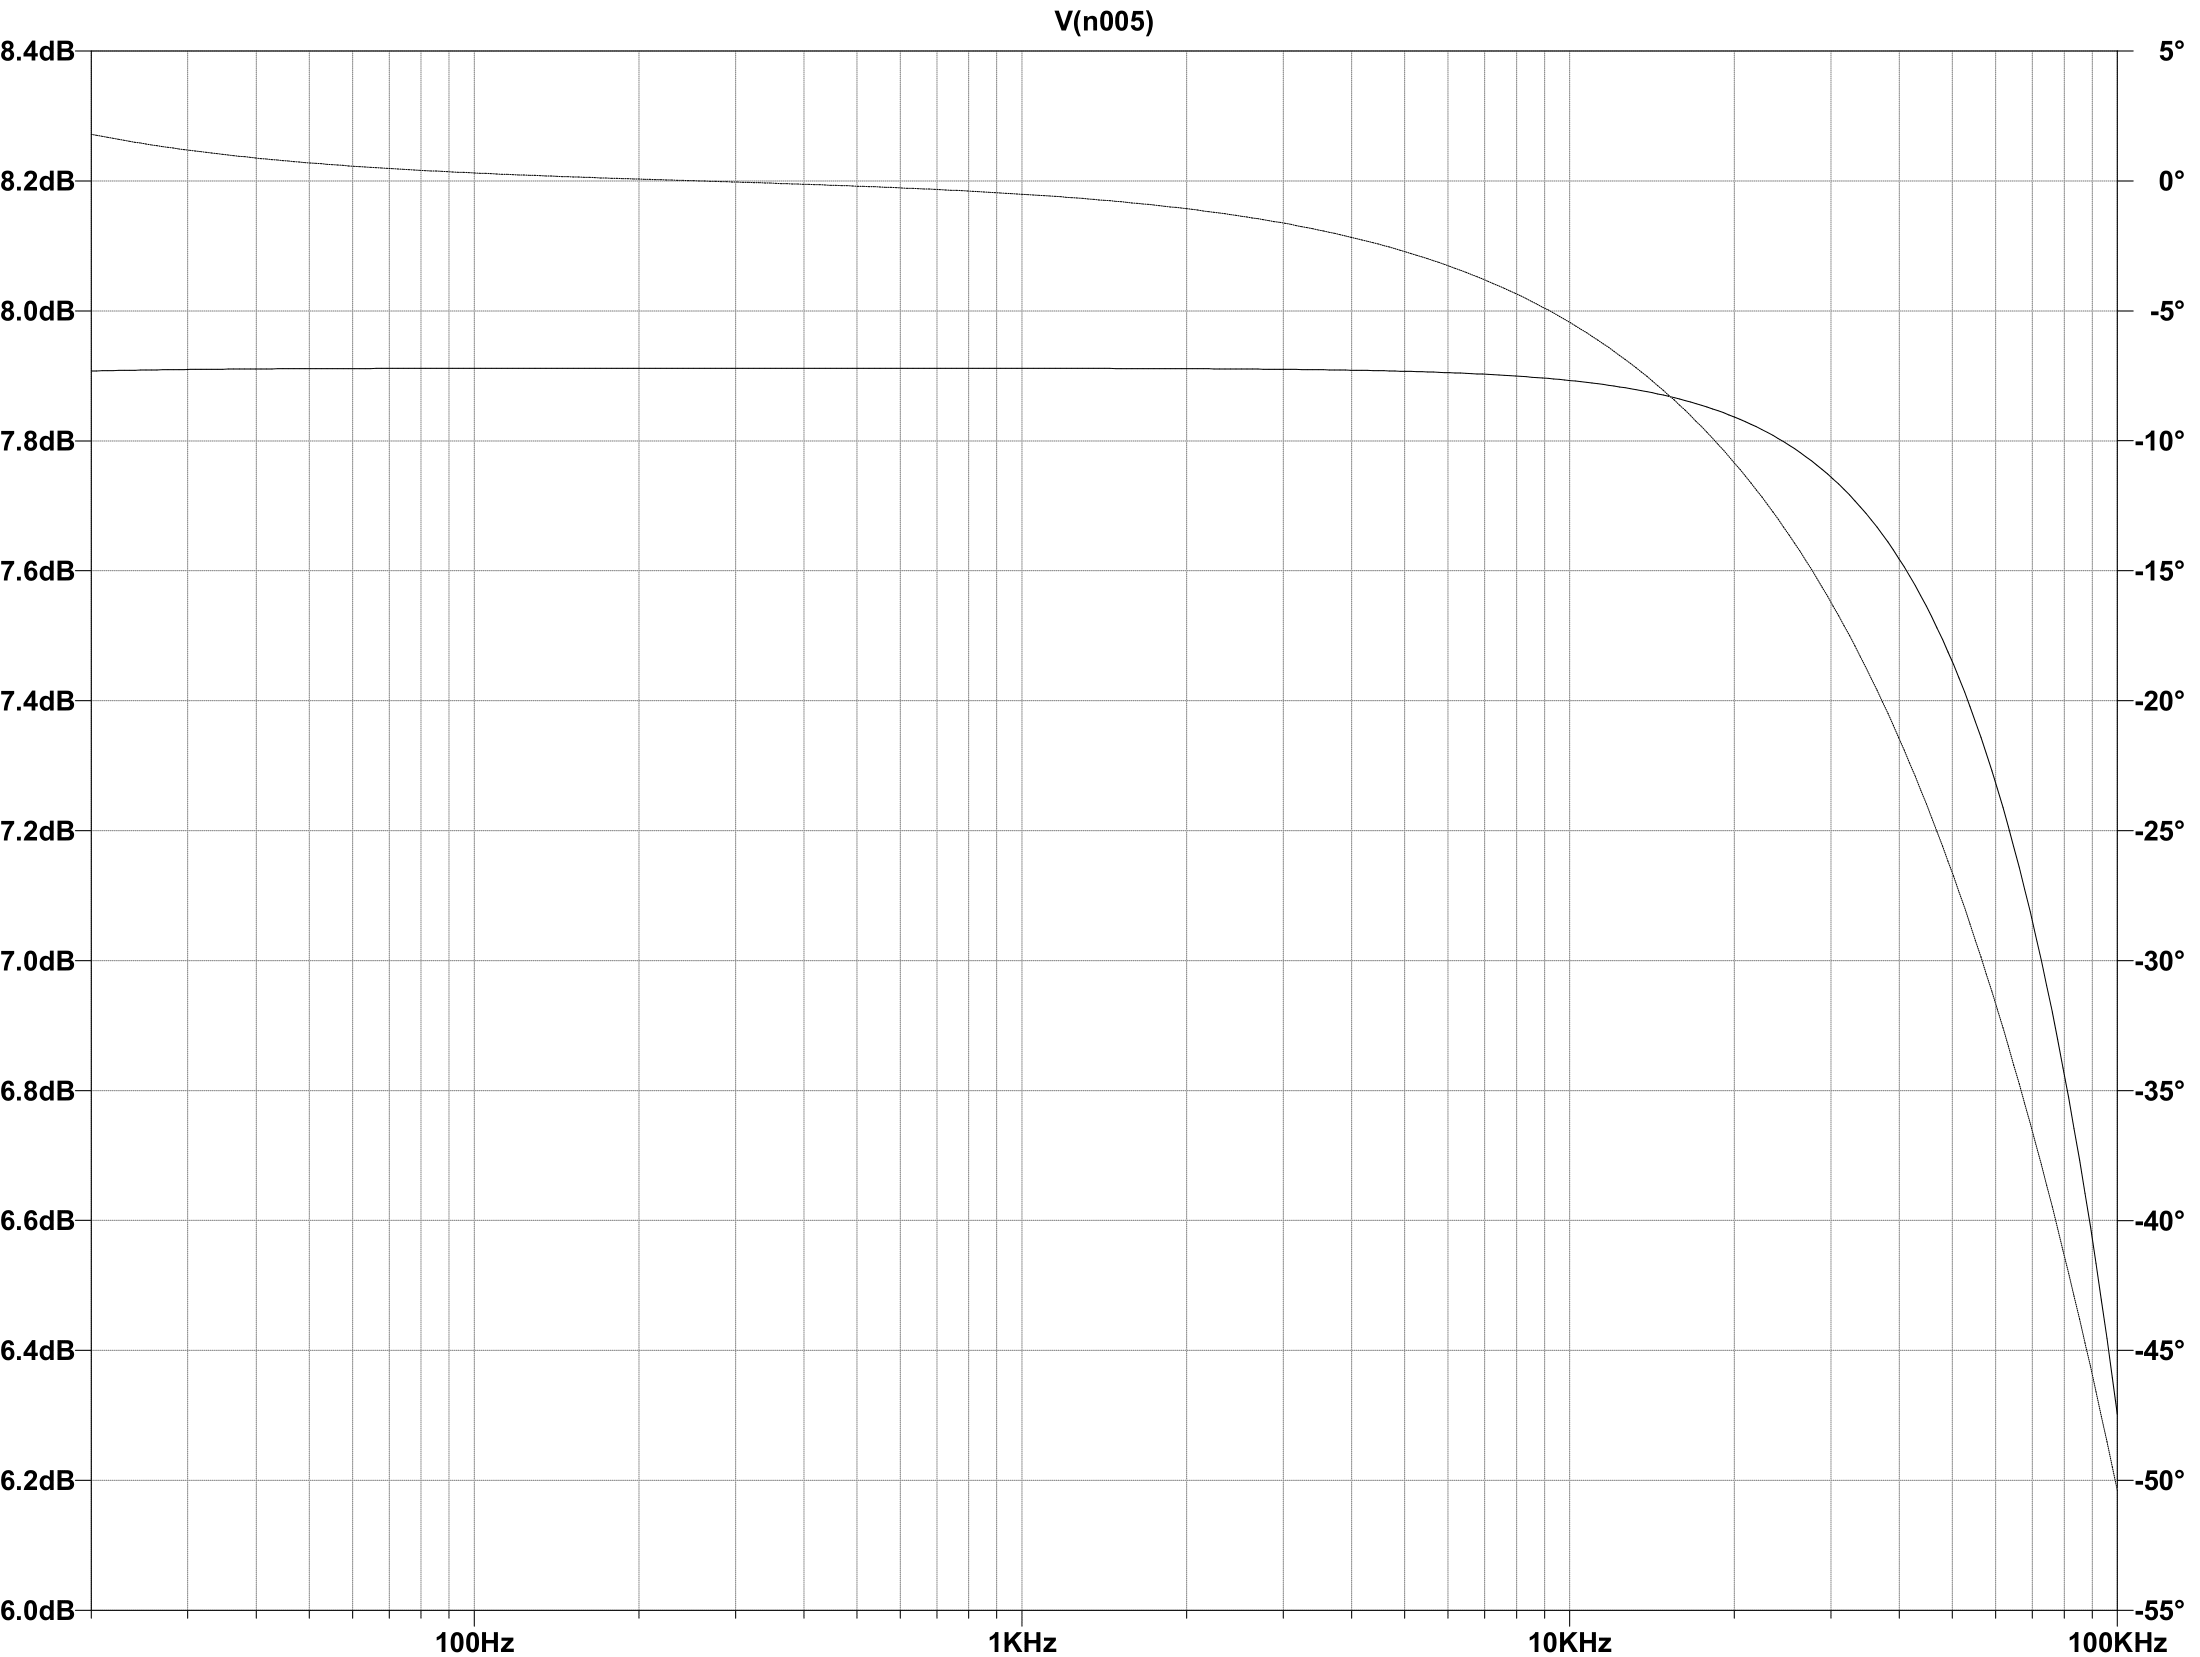 V(n005)
8.4dB 5°
8.2dB 0°
8.0dB -5°
7.8dB -10°
7.6dB -15°
7.4dB -20°
7.2dB -25°
7.0dB -30°
6.8dB -35°
6.6dB -40°
6.4dB -45°
6.2dB -50°
6.0dB -55°
100Hz 1KHz 10KHz 100KHz